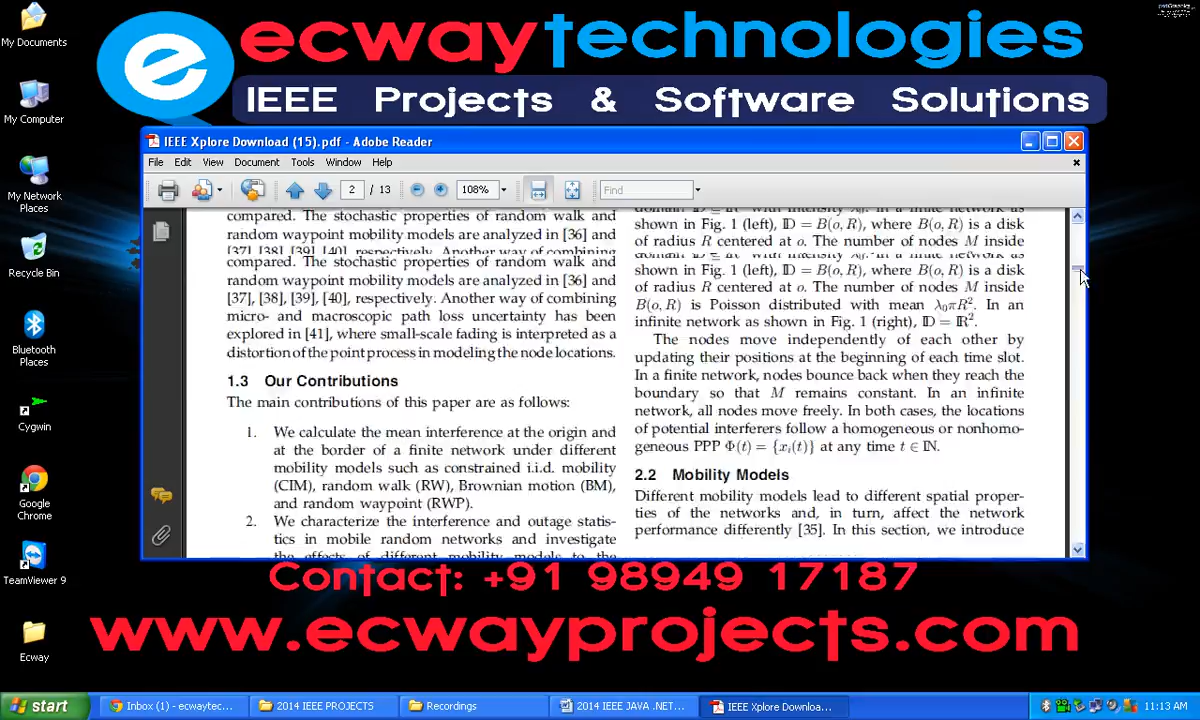 My Documents
My Computer
My Network
Places
Recycle Bin
Bluetooth
Places
Cygwin
Google
Chrome
TeamViewer 9
Ecway
e ecway technologies
IEEE Projects & Software Solutions
IEEE Xplore Download (15).pdf - Adobe Reader
File Edit View Document Tools Window Help
2 / 13 108% Find
compared. The stochastic properties of random walk and
random waypoint mobility models are analyzed in [36] and
[37], [38], [39], [40], respectively. Another way of combining
compared. The stochastic properties of random walk and
random waypoint mobility models are analyzed in [36] and
[37], [38], [39], [40], respectively. Another way of combining
micro- and macroscopic path loss uncertainty has been
explored in [41], where small-scale fading is interpreted as a
distortion of the point process in modeling the node locations.
1.3 Our Contributions
The main contributions of this paper are as follows:
1. We calculate the mean interference at the origin and
at the border of a finite network under different
mobility models such as constrained i.i.d. mobility
(CIM), random walk (RW), Brownian motion (BM),
and random waypoint (RWP).
2. We characterize the interference and outage statis-
tics in mobile random networks and investigate
the effects of different mobility models to the
shown in Fig. 1 (left), 𝔻 = B(o, R), where B(o, R) is a disk
of radius R centered at o. The number of nodes M inside
shown in Fig. 1 (left), 𝔻 = B(o, R), where B(o, R) is a disk
of radius R centered at o. The number of nodes M inside
B(o, R) is Poisson distributed with mean λ₀πR². In an
infinite network as shown in Fig. 1 (right), 𝔻 = ℝ².
The nodes move independently of each other by
updating their positions at the beginning of each time slot.
In a finite network, nodes bounce back when they reach the
boundary so that M remains constant. In an infinite
network, all nodes move freely. In both cases, the locations
of potential interferers follow a homogeneous or nonhomo-
geneous PPP Φ(t) = {xᵢ(t)} at any time t ∈ ℕ.
2.2 Mobility Models
Different mobility models lead to different spatial proper-
ties of the networks and, in turn, affect the network
performance differently [35]. In this section, we introduce
Contact: +91 98949 17187
www.ecwayprojects.com
start
Inbox (1) - ecwaytec...
2014 IEEE PROJECTS
Recordings
2014 IEEE JAVA .NET...
IEEE Xplore Downloa...
11:13 AM